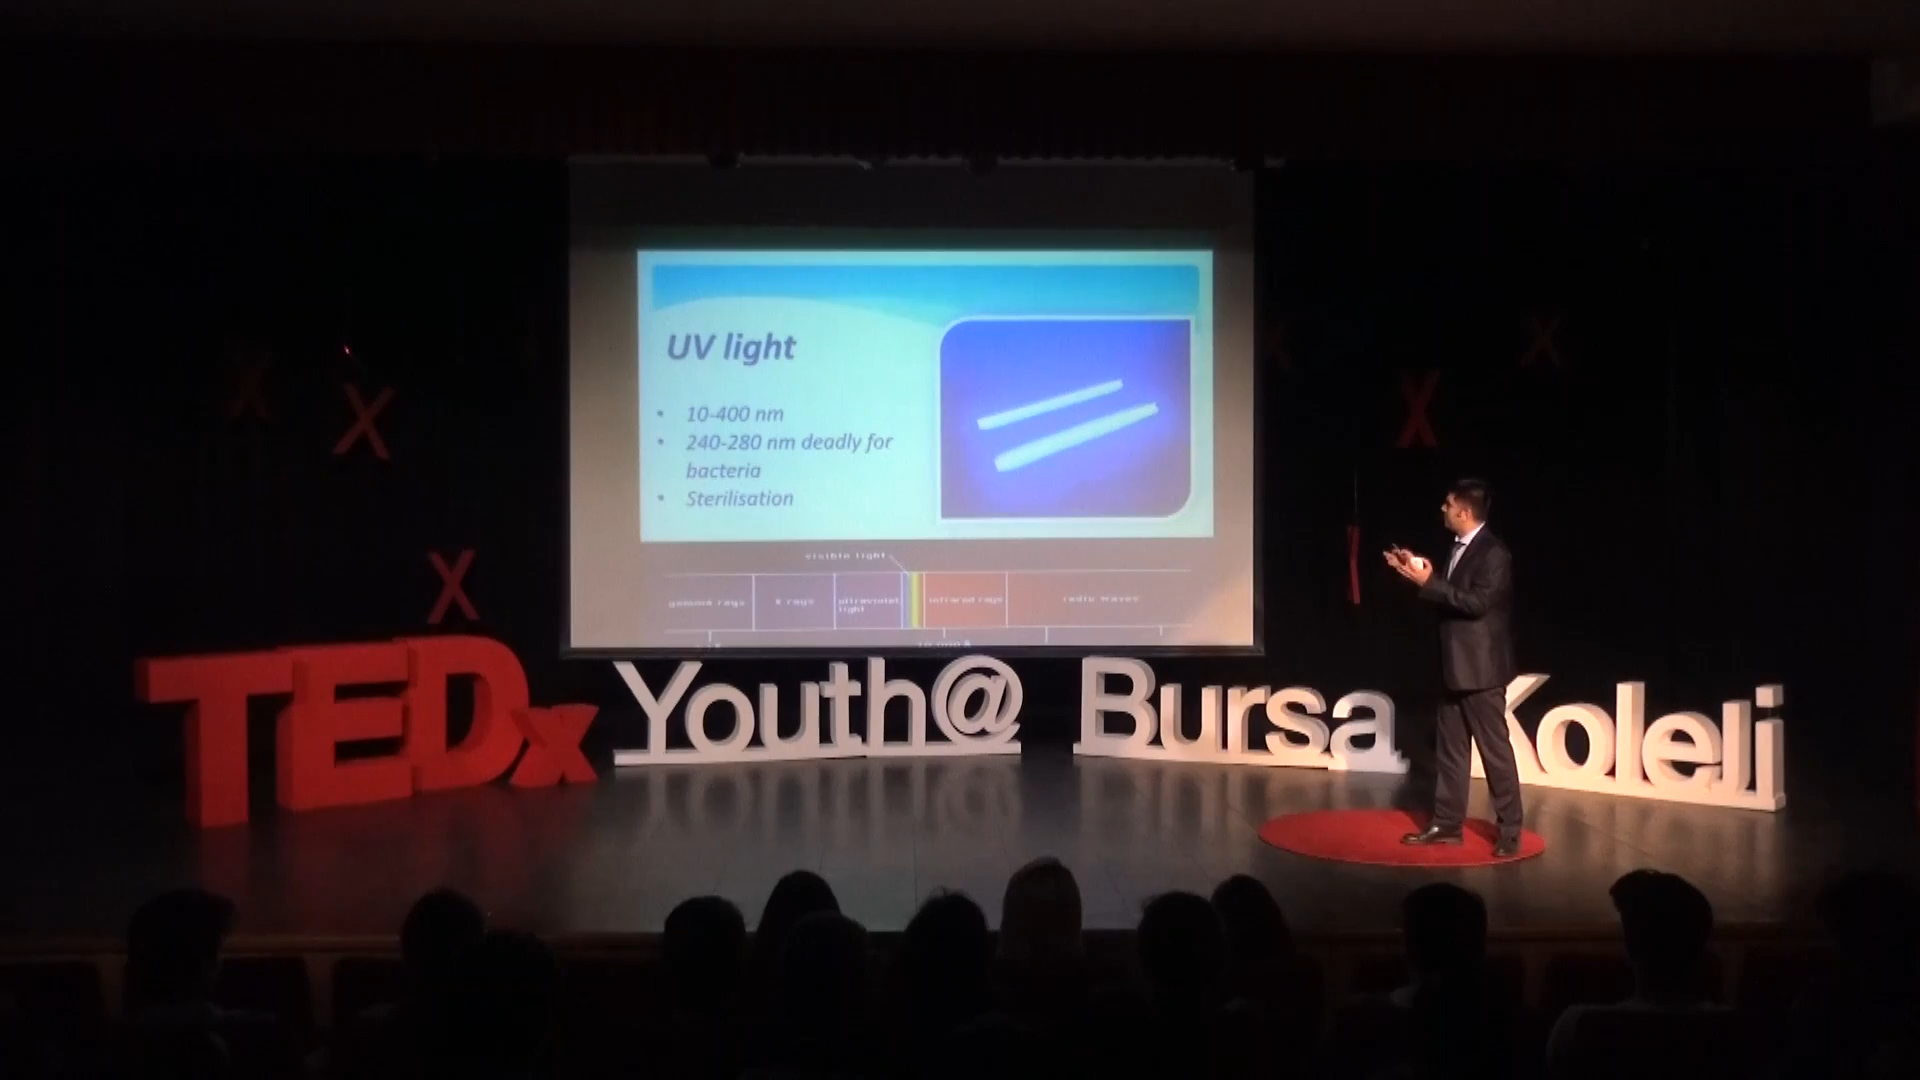 UV light
• 10-400 nm
• 240-280 nm deadly for
bacteria
• Sterilisation
visible light
gamma rays
x rays
ultraviolet
light
infrared rays
radio waves
TEDx Youth@ Bursa Koleji
X
X
X
X
X